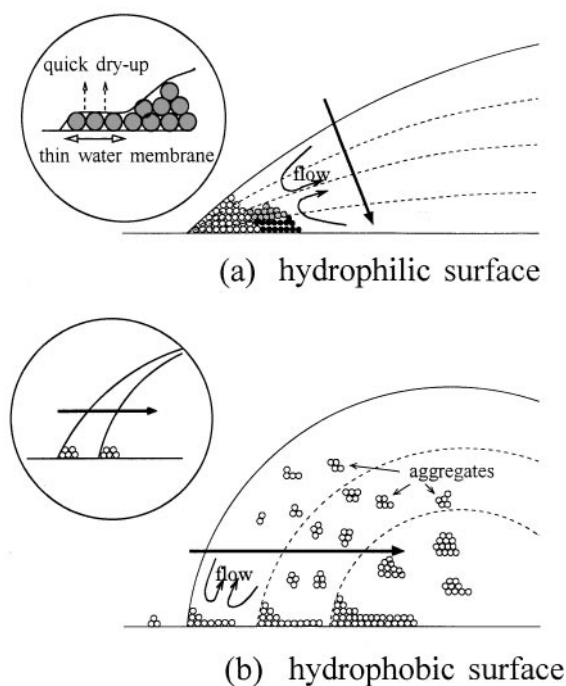 quick dry-up
thin water membrane
flow
(a) hydrophilic surface
aggregates
flow
(b) hydrophobic surface